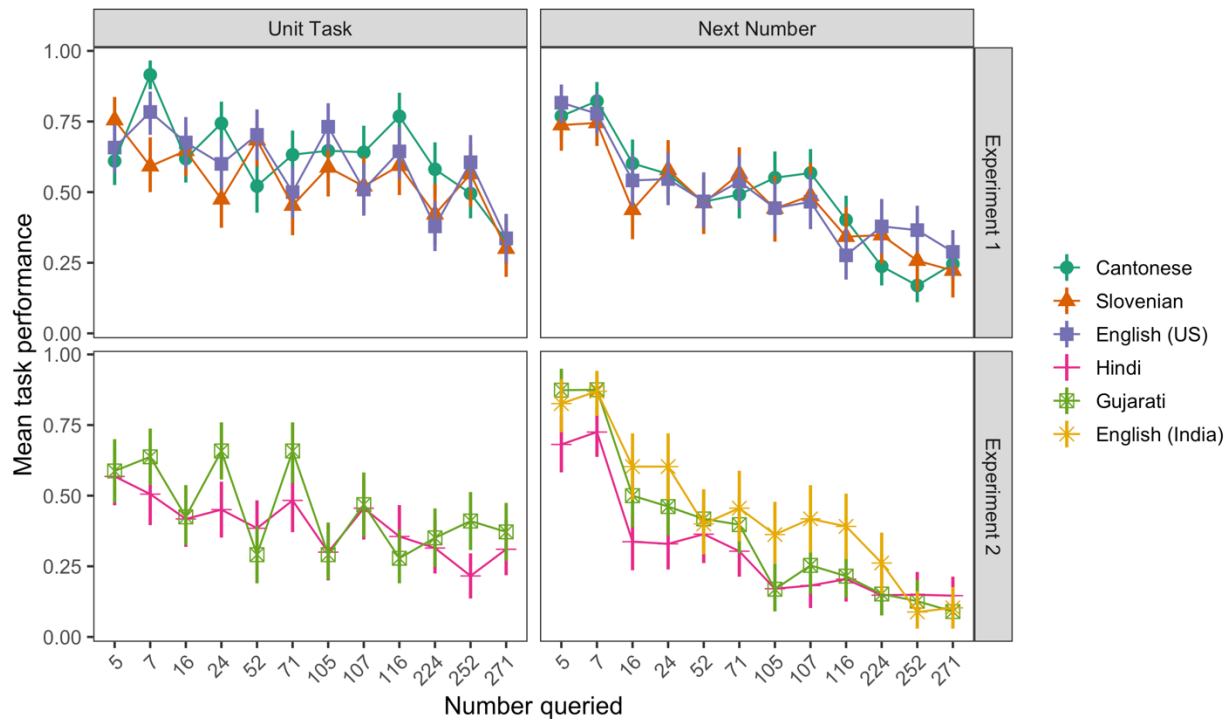 Unit Task
Next Number
1.00
0.75
0.50
0.25
0.00
Experiment 1
1.00
0.75
0.50
0.25
0.00
Experiment 2
Mean task performance
5 7 16 24 52 71 105 107 116 224 252 271
5 7 16 24 52 71 105 107 116 224 252 271
Number queried
Cantonese
Slovenian
English (US)
Hindi
Gujarati
English (India)